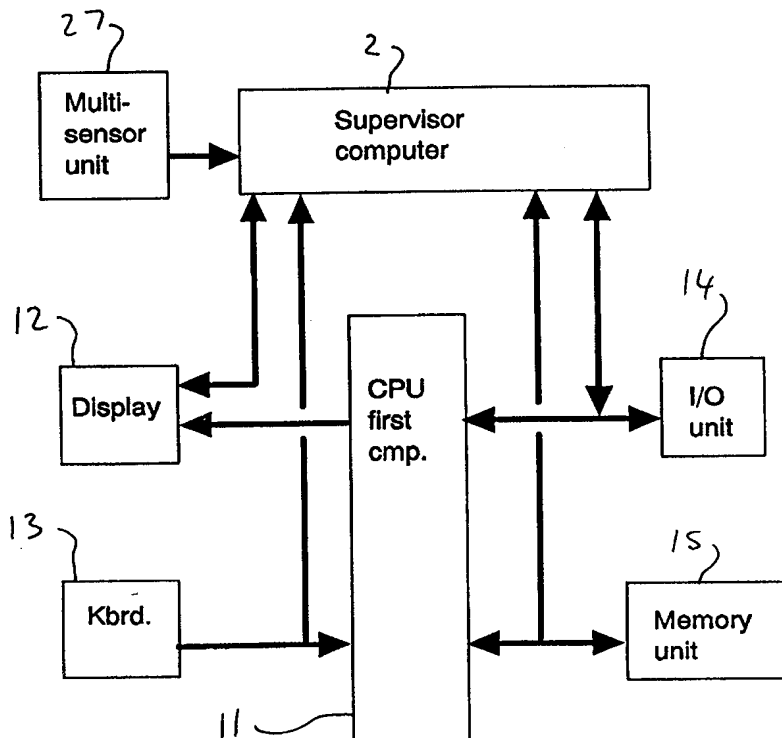 27
2
Multi-
sensor
unit
Supervisor
computer
12
14
Display
CPU
first
cmp.
I/O
unit
13
15
Kbrd.
Memory
unit
11